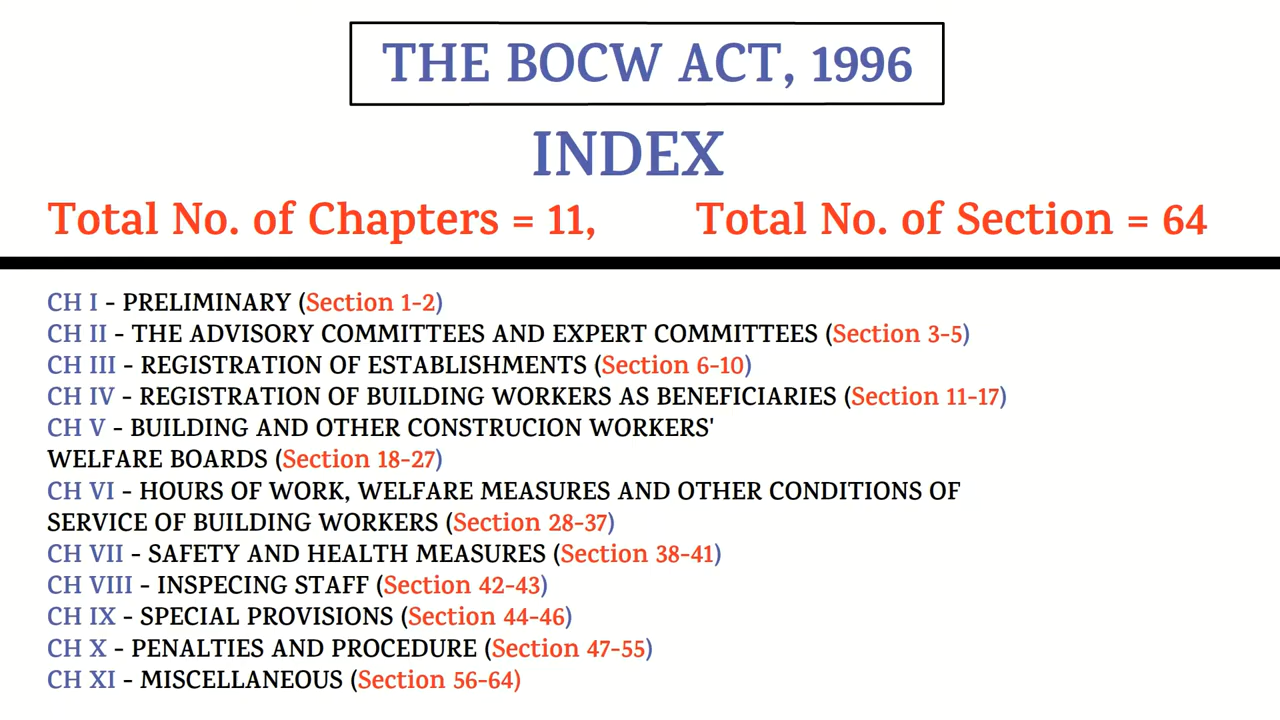 THE BOCW ACT, 1996
INDEX
Total No. of Chapters = 11, Total No. of Section = 64
CH I - PRELIMINARY (Section 1-2)
CH II - THE ADVISORY COMMITTEES AND EXPERT COMMITTEES (Section 3-5)
CH III - REGISTRATION OF ESTABLISHMENTS (Section 6-10)
CH IV - REGISTRATION OF BUILDING WORKERS AS BENEFICIARIES (Section 11-17)
CH V - BUILDING AND OTHER CONSTRUCION WORKERS'
WELFARE BOARDS (Section 18-27)
CH VI - HOURS OF WORK, WELFARE MEASURES AND OTHER CONDITIONS OF
SERVICE OF BUILDING WORKERS (Section 28-37)
CH VII - SAFETY AND HEALTH MEASURES (Section 38-41)
CH VIII - INSPECING STAFF (Section 42-43)
CH IX - SPECIAL PROVISIONS (Section 44-46)
CH X - PENALTIES AND PROCEDURE (Section 47-55)
CH XI - MISCELLANEOUS (Section 56-64)